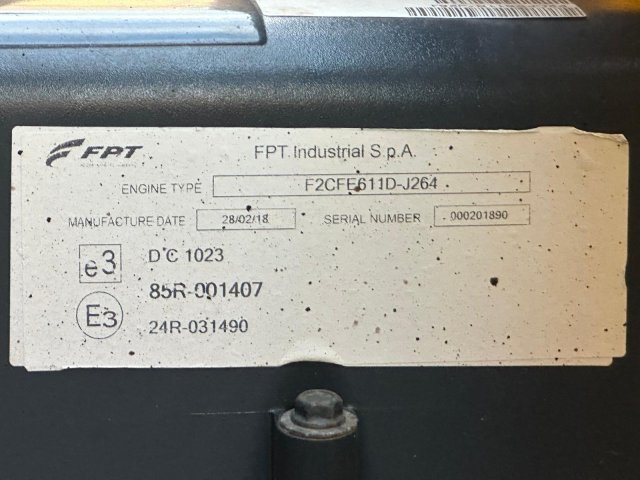 FPT
FPT Industrial S.p.A.
ENGINE TYPE F2CFE611D-J264
MANUFACTURE DATE 28/02/18 SERIAL NUMBER 000201890
e3 D C 1023
85R-001407
E3
24R-031490